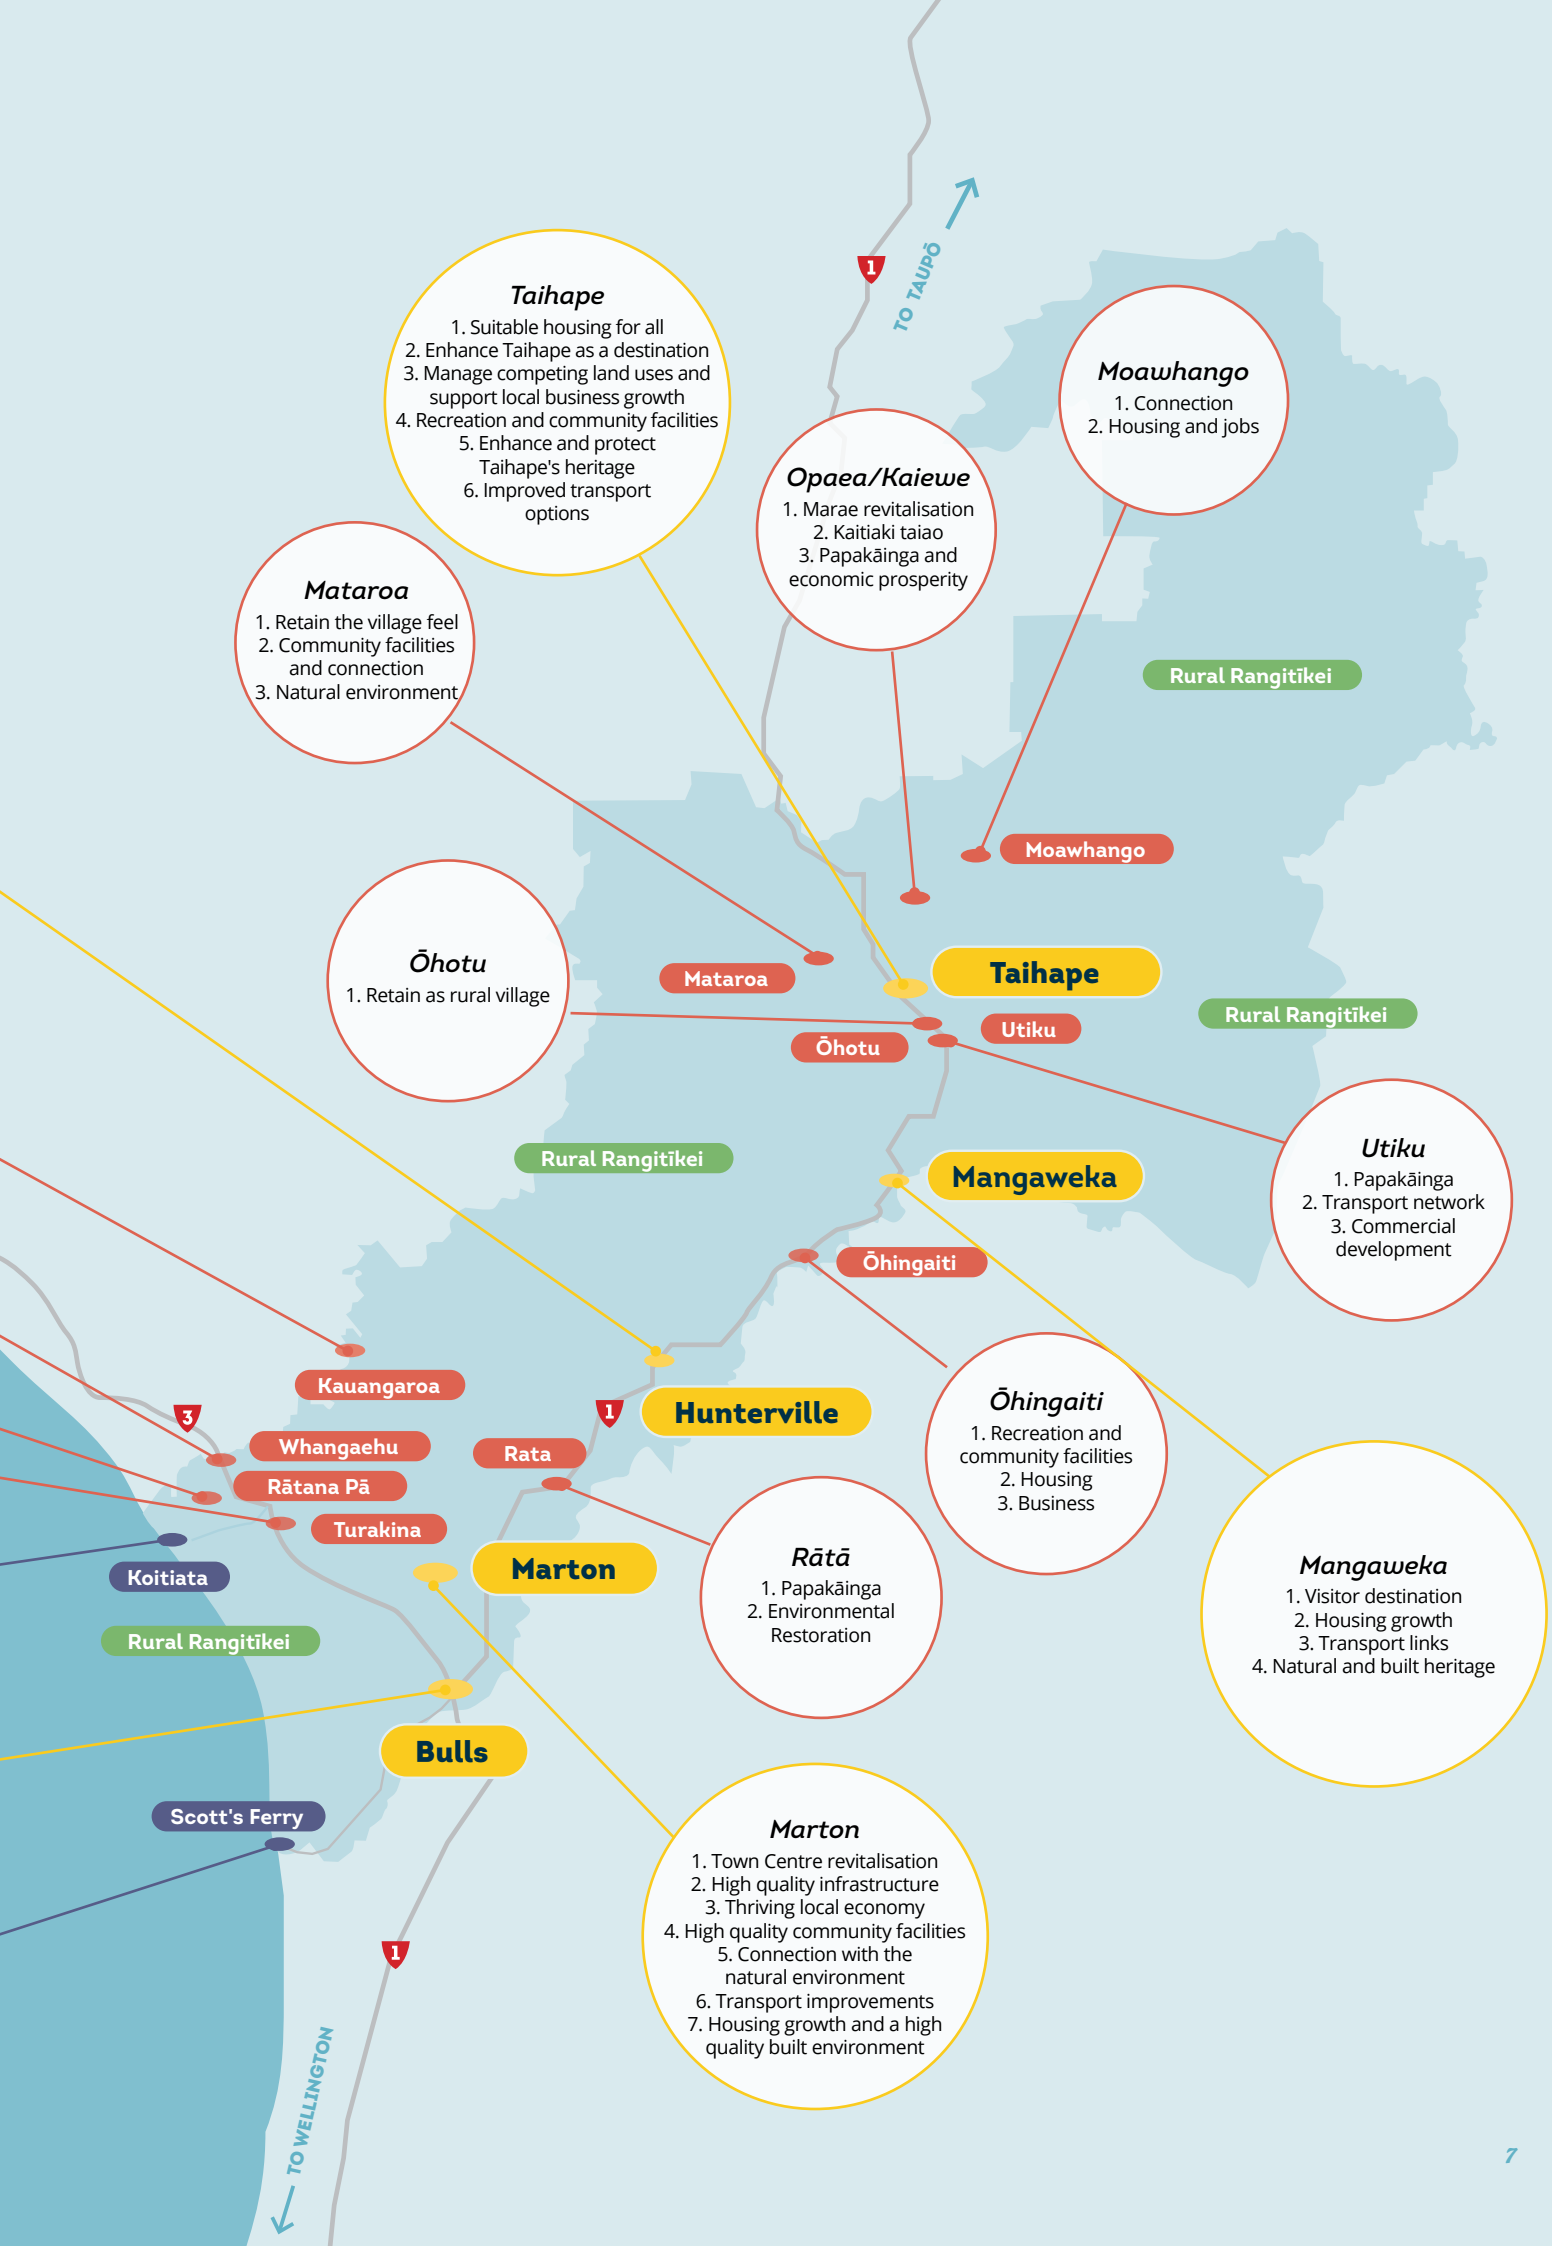 1
TO TAUPŌ
Taihape
1. Suitable housing for all
2. Enhance Taihape as a destination
3. Manage competing land uses and
support local business growth
4. Recreation and community facilities
5. Enhance and protect
Taihape's heritage
6. Improved transport
options
Moawhango
1. Connection
2. Housing and jobs
Opaea/Kaiewe
1. Marae revitalisation
2. Kaitiaki taiao
3. Papakāinga and
economic prosperity
Mataroa
1. Retain the village feel
2. Community facilities
and connection
3. Natural environment
Rural Rangitīkei
Moawhango
Ōhotu
1. Retain as rural village
Mataroa
Taihape
Rural Rangitīkei
Utiku
Ōhotu
Utiku
1. Papakāinga
2. Transport network
3. Commercial
development
Rural Rangitīkei
Mangaweka
Ōhingaiti
Kauangaroa
3
1
Hunterville
Ōhingaiti
1. Recreation and
community facilities
2. Housing
3. Business
Whangaehu
Rata
Rātana Pā
Turakina
Marton
Koitiata
Rātā
1. Papakāinga
2. Environmental
Restoration
Mangaweka
1. Visitor destination
2. Housing growth
3. Transport links
4. Natural and built heritage
Rural Rangitīkei
Bulls
Scott's Ferry
Marton
1. Town Centre revitalisation
2. High quality infrastructure
3. Thriving local economy
4. High quality community facilities
5. Connection with the
natural environment
6. Transport improvements
7. Housing growth and a high
quality built environment
1
TO WELLINGTON
7